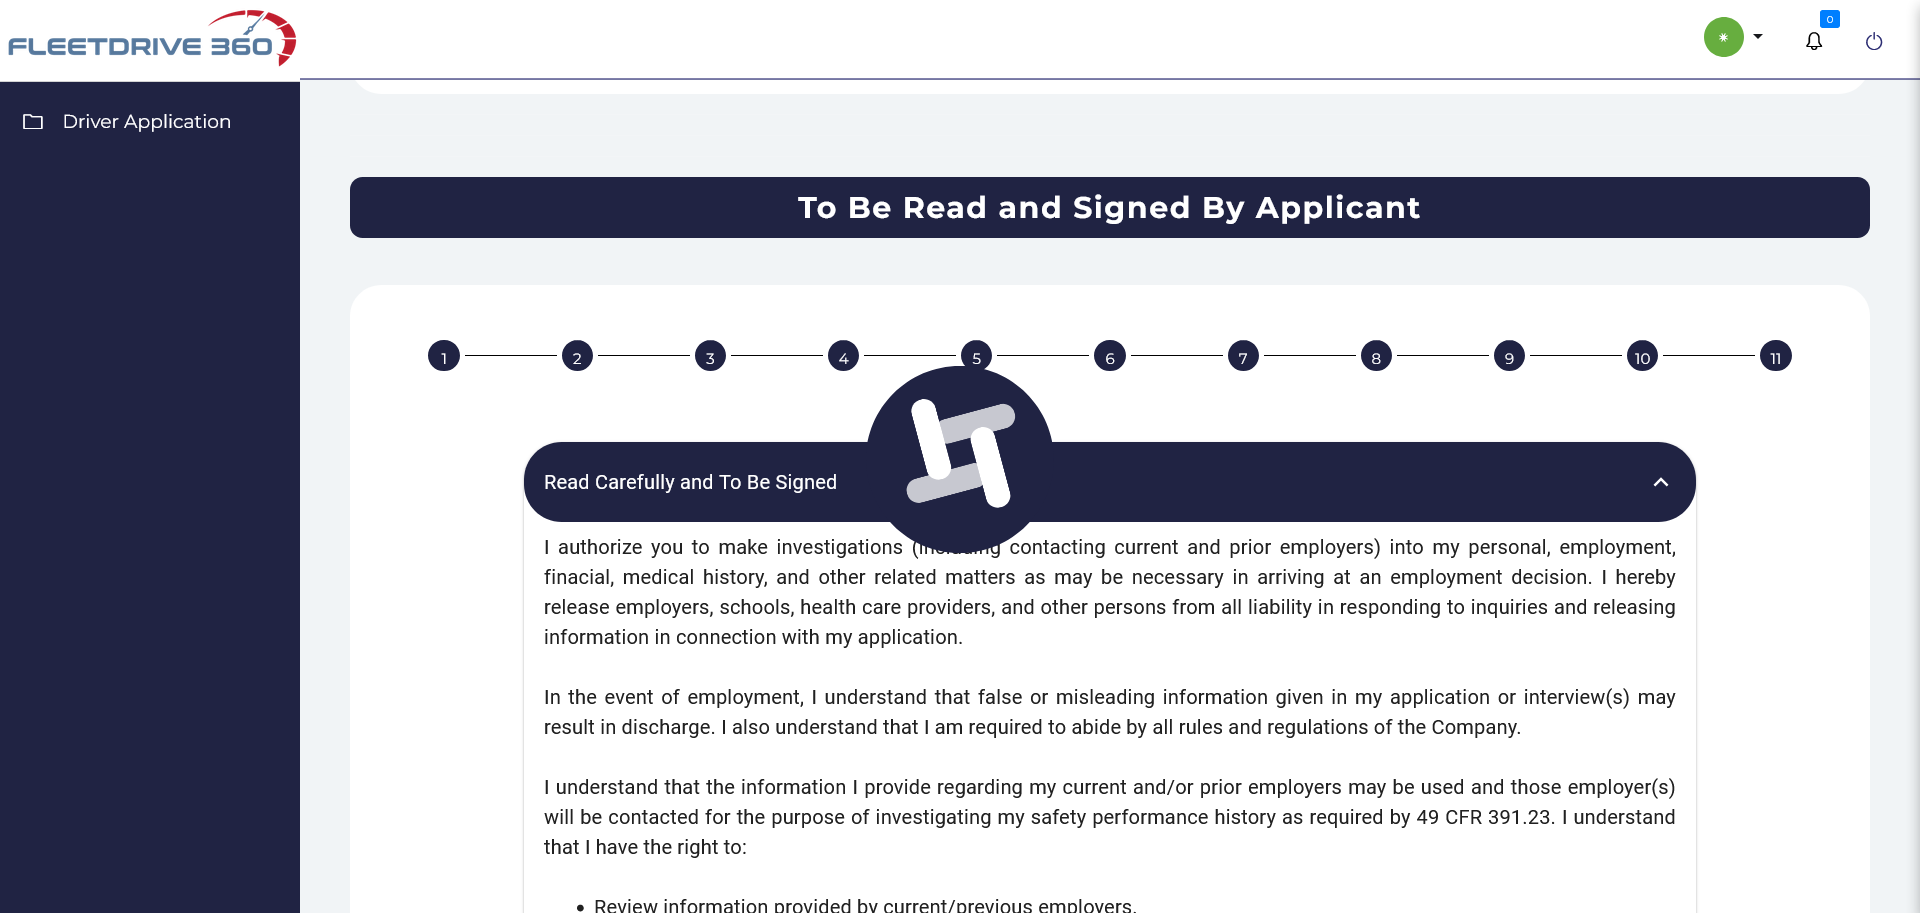 FLEETDRIVE 360
0
Driver Application
To Be Read and Signed By Applicant
1 2 3 4 5 6 7 8 9 10 11
Read Carefully and To Be Signed
I authorize you to make investigations (including contacting current and prior employers) into my personal, employment,
finacial, medical history, and other related matters as may be necessary in arriving at an employment decision. I hereby
release employers, schools, health care providers, and other persons from all liability in responding to inquiries and releasing
information in connection with my application.
In the event of employment, I understand that false or misleading information given in my application or interview(s) may
result in discharge. I also understand that I am required to abide by all rules and regulations of the Company.
I understand that the information I provide regarding my current and/or prior employers may be used and those employer(s)
will be contacted for the purpose of investigating my safety performance history as required by 49 CFR 391.23. I understand
that I have the right to:
• Review information provided by current/previous employers.